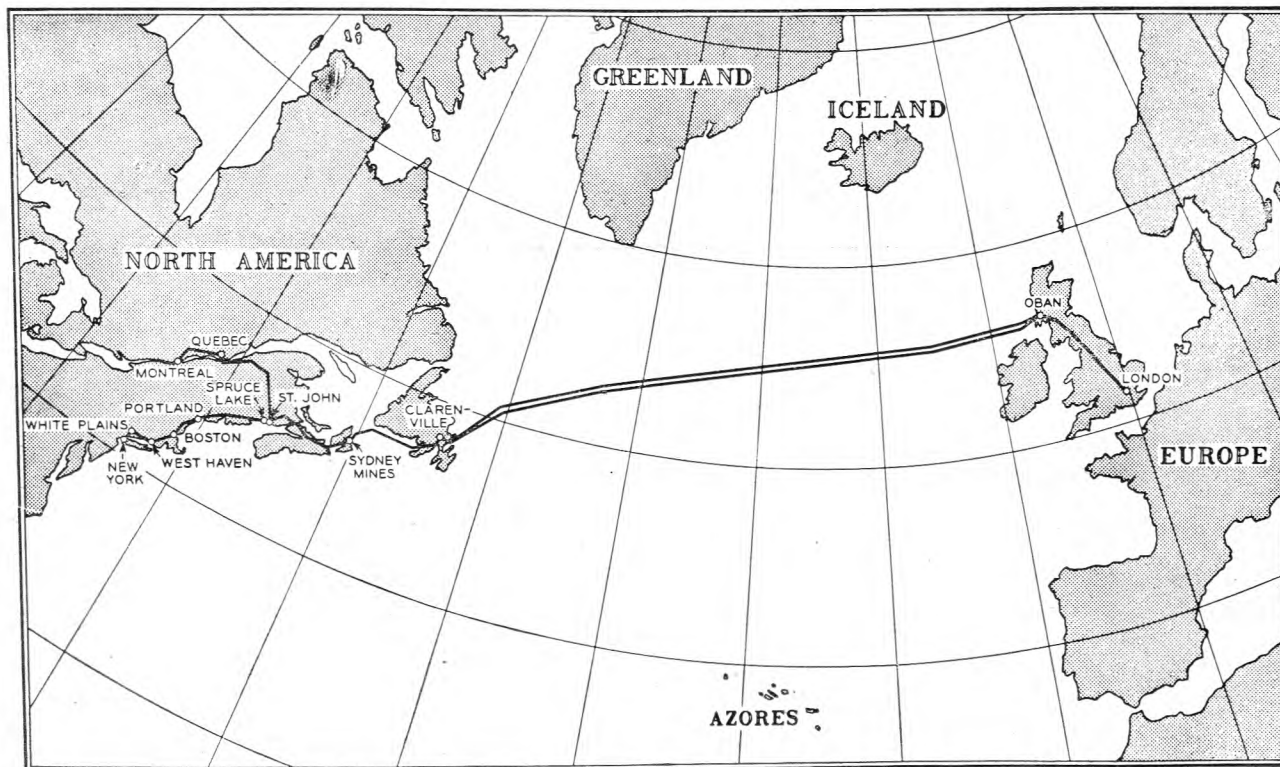 GREENLAND
ICELAND
NORTH AMERICA
OBAN
QUEBEC
MONTREAL
SPRUCE
LAKE
ST. JOHN
LONDON
PORTLAND
CLAREN-
VILLE
WHITE PLAINS
BOSTON
EUROPE
WEST HAVEN
SYDNEY
MINES
NEW
YORK
AZORES